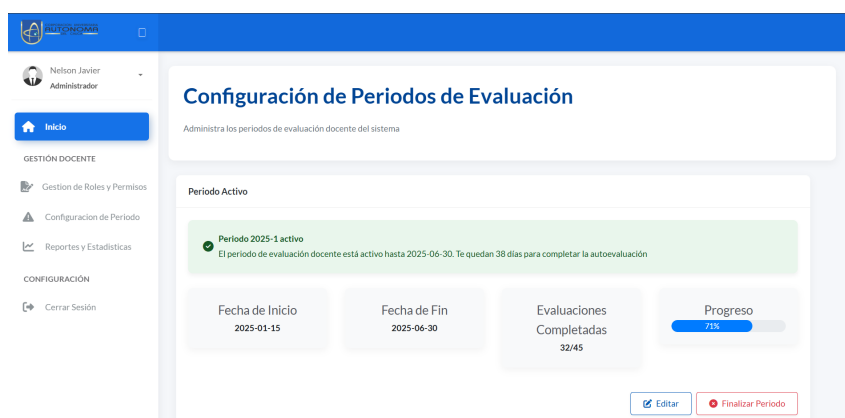 AUTONOMA
Nelson Javier
Administrador
Inicio
GESTIÓN DOCENTE
Gestion de Roles y Permisos
Configuracion de Periodo
Reportes y Estadisticas
CONFIGURACIÓN
Cerrar Sesión
Configuración de Periodos de Evaluación
Administra los periodos de evaluación docente del sistema
Periodo Activo
Periodo 2025-1 activo
El periodo de evaluación docente está activo hasta 2025-06-30. Te quedan 38 días para completar la autoevaluación
Fecha de Inicio
2025-01-15
Fecha de Fin
2025-06-30
Evaluaciones
Completadas
32/45
Progreso
71%
Editar
Finalizar Periodo